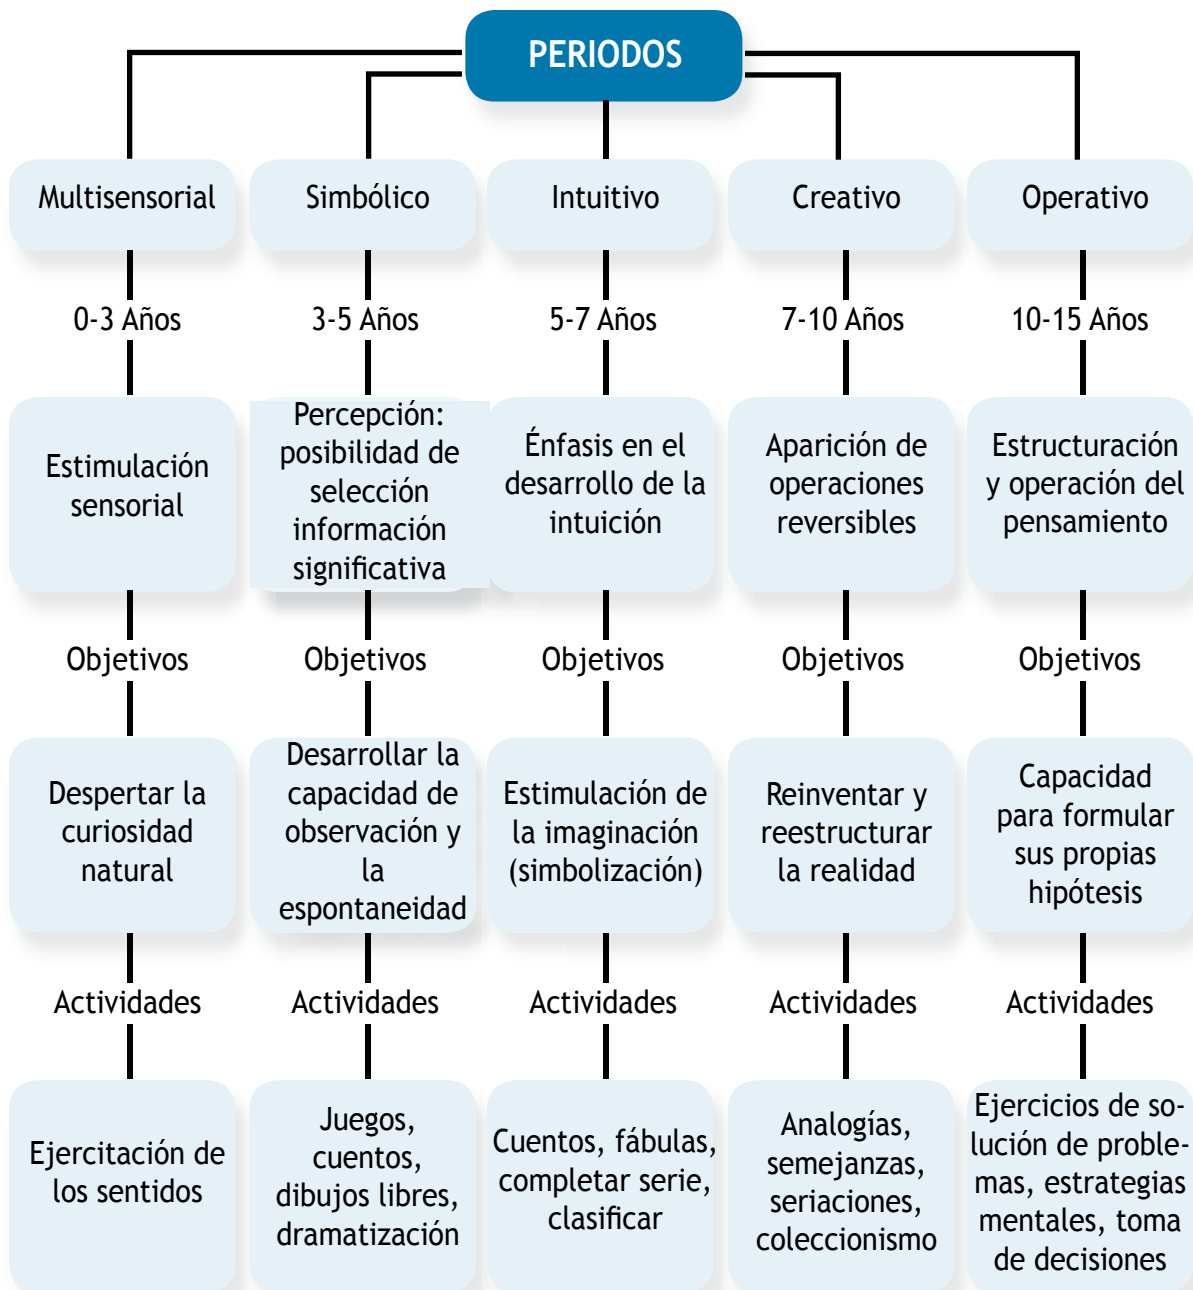 PERIODOS
Multisensorial
Simbólico
Intuitivo
Creativo
Operativo
0-3 Años
3-5 Años
5-7 Años
7-10 Años
10-15 Años
Estimulación
sensorial
Percepción:
posibilidad de
selección
información
significativa
Énfasis en el
desarrollo de la
intuición
Aparición de
operaciones
reversibles
Estructuración
y operación del
pensamiento
Objetivos
Objetivos
Objetivos
Objetivos
Objetivos
Despertar la
curiosidad
natural
Desarrollar la
capacidad de
observación y
la
espontaneidad
Estimulación de
la imaginación
(simbolización)
Reinventar y
reestructurar
la realidad
Capacidad
para formular
sus propias
hipótesis
Actividades
Actividades
Actividades
Actividades
Actividades
Ejercitación de
los sentidos
Juegos,
cuentos,
dibujos libres,
dramatización
Cuentos, fábulas,
completar serie,
clasificar
Analogías,
semejanzas,
seriaciones,
coleccionismo
Ejercicios de so-
lución de proble-
mas, estrategias
mentales, toma
de decisiones